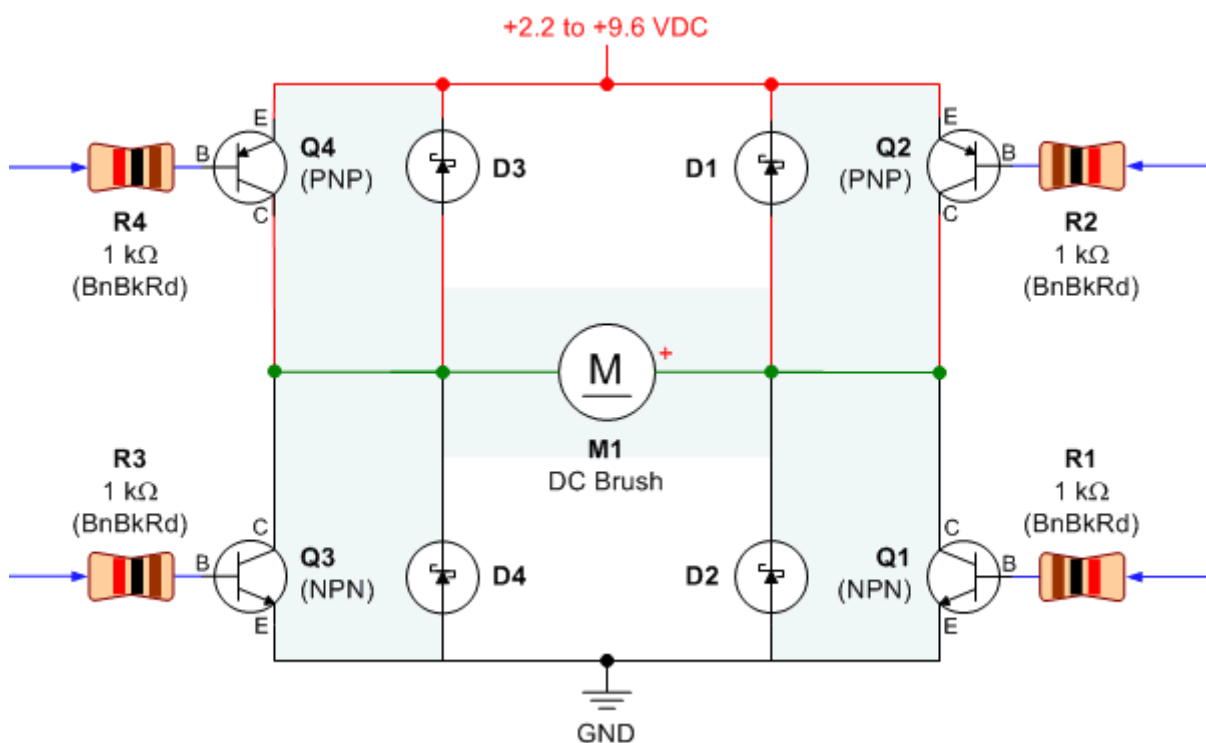 +2.2 to +9.6 VDC
E
B
Q4
(PNP)
C
D3
D1
Q2
(PNP)
E
B
C
R4
1 kΩ
(BnBkRd)
R2
1 kΩ
(BnBkRd)
M
+
M1
DC Brush
R3
1 kΩ
(BnBkRd)
R1
1 kΩ
(BnBkRd)
C
B
Q3
(NPN)
E
D4
D2
Q1
(NPN)
C
B
E
GND